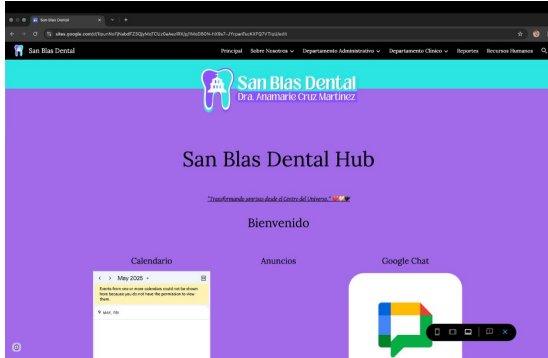 San Blas Dental
sites.google.com
San Blas Dental
Principal
Sobre Nosotros
Departamento Administrativo
Departamento Clínico
Reportes
Recursos Humanos
San Blas Dental
Dra. Anamarie Cruz Martinez
San Blas Dental Hub
"Transformando sonrisas desde el Centro del Universo."
Bienvenido
Calendario
Anuncios
Google Chat
May 2025
Events from one or more calendars could not be shown
here because you do not have the permission to view
them.